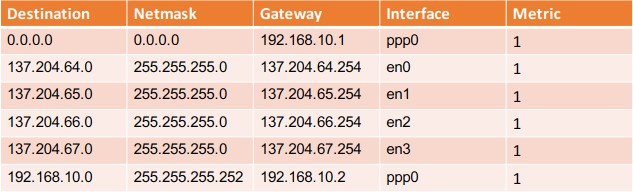 Destination Netmask Gateway Interface Metric
0.0.0.0 0.0.0.0 192.168.10.1 ppp0 1
137.204.64.0 255.255.255.0 137.204.64.254 en0 1
137.204.65.0 255.255.255.0 137.204.65.254 en1 1
137.204.66.0 255.255.255.0 137.204.66.254 en2 1
137.204.67.0 255.255.255.0 137.204.67.254 en3 1
192.168.10.0 255.255.255.252 192.168.10.2 ppp0 1